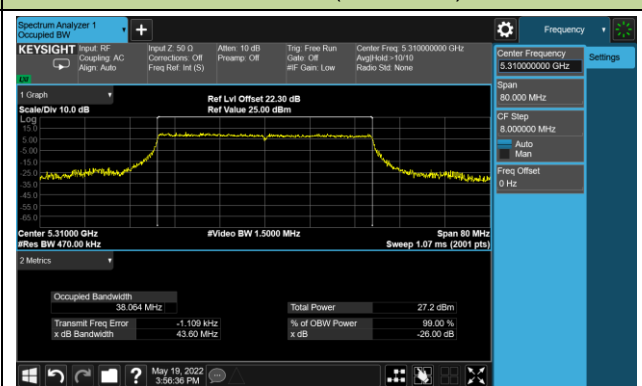 Spectrum Analyzer 1
Occupied BW
Frequency
KEYSIGHT
Input: RF
Coupling: AC
Align: Auto
Input Z: 50 Ω
Corrections: Off
Freq Ref: Int (S)
Atten: 10 dB
Preamp: Off
Trig: Free Run
Gate: Off
#IF Gain: Low
Center Freq: 5.310000000 GHz
Avg|Hold:>10/10
Radio Std: None
Center Frequency
5.310000000 GHz
Settings
Span
80.000 MHz
CF Step
8.000000 MHz
Auto
Man
Freq Offset
0 Hz
1 Graph
Scale/Div 10.0 dB
Ref Lvl Offset 22.30 dB
Ref Value 25.00 dBm
Log
15.0
5.00
-5.00
-15.0
-25.0
-35.0
-45.0
-55.0
-65.0
Center 5.31000 GHz
#Video BW 1.5000 MHz
Span 80 MHz
#Res BW 470.00 kHz
Sweep 1.07 ms (2001 pts)
2 Metrics
Occupied Bandwidth
38.064 MHz
Total Power 27.2 dBm
Transmit Freq Error -1.109 kHz
% of OBW Power 99.00 %
x dB Bandwidth 43.60 MHz
x dB -26.00 dB
?
May 19, 2022
3:56:36 PM